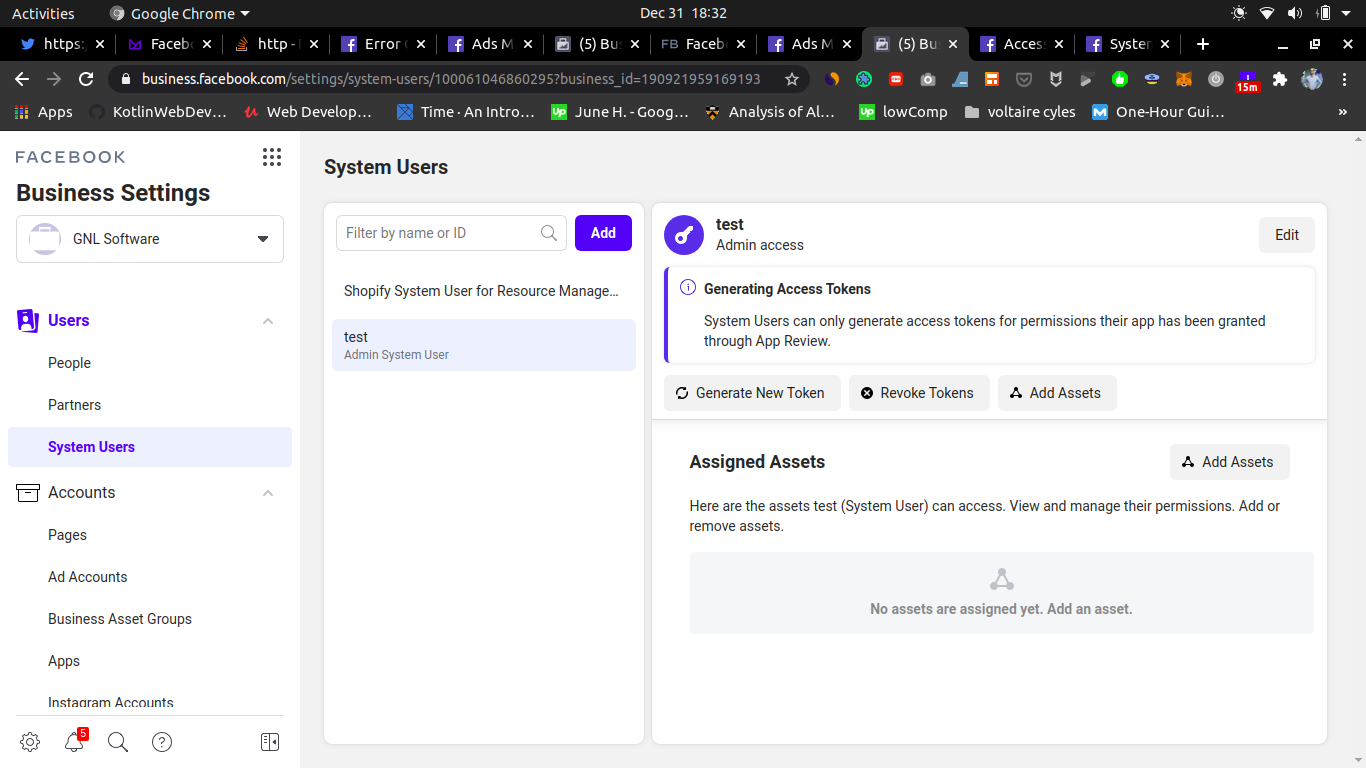 Activities
Google Chrome
Dec 31 18:32
https:/
Faceb
http -
Error
Ads M
(5) Bu
FB Faceb
Ads M
(5) Bu
Acces
System
business.facebook.com/settings/system-users/100061046860295?business_id=190921959169193
15m
Apps
KotlinWebDev...
Web Develop...
Time · An Intro...
Up June H. - Goog...
Analysis of Al...
Up lowComp
voltaire cyles
One-Hour Gui...
»
FACEBOOK
Business Settings
GNL Software
Users
People
Partners
System Users
Accounts
Pages
Ad Accounts
Business Asset Groups
Apps
Instagram Accounts
5
System Users
Filter by name or ID
Add
Shopify System User for Resource Manage...
test
Admin System User
test
Admin access
Edit
Generating Access Tokens
System Users can only generate access tokens for permissions their app has been granted
through App Review.
Generate New Token
Revoke Tokens
Add Assets
Assigned Assets
Add Assets
Here are the assets test (System User) can access. View and manage their permissions. Add or
remove assets.
No assets are assigned yet. Add an asset.